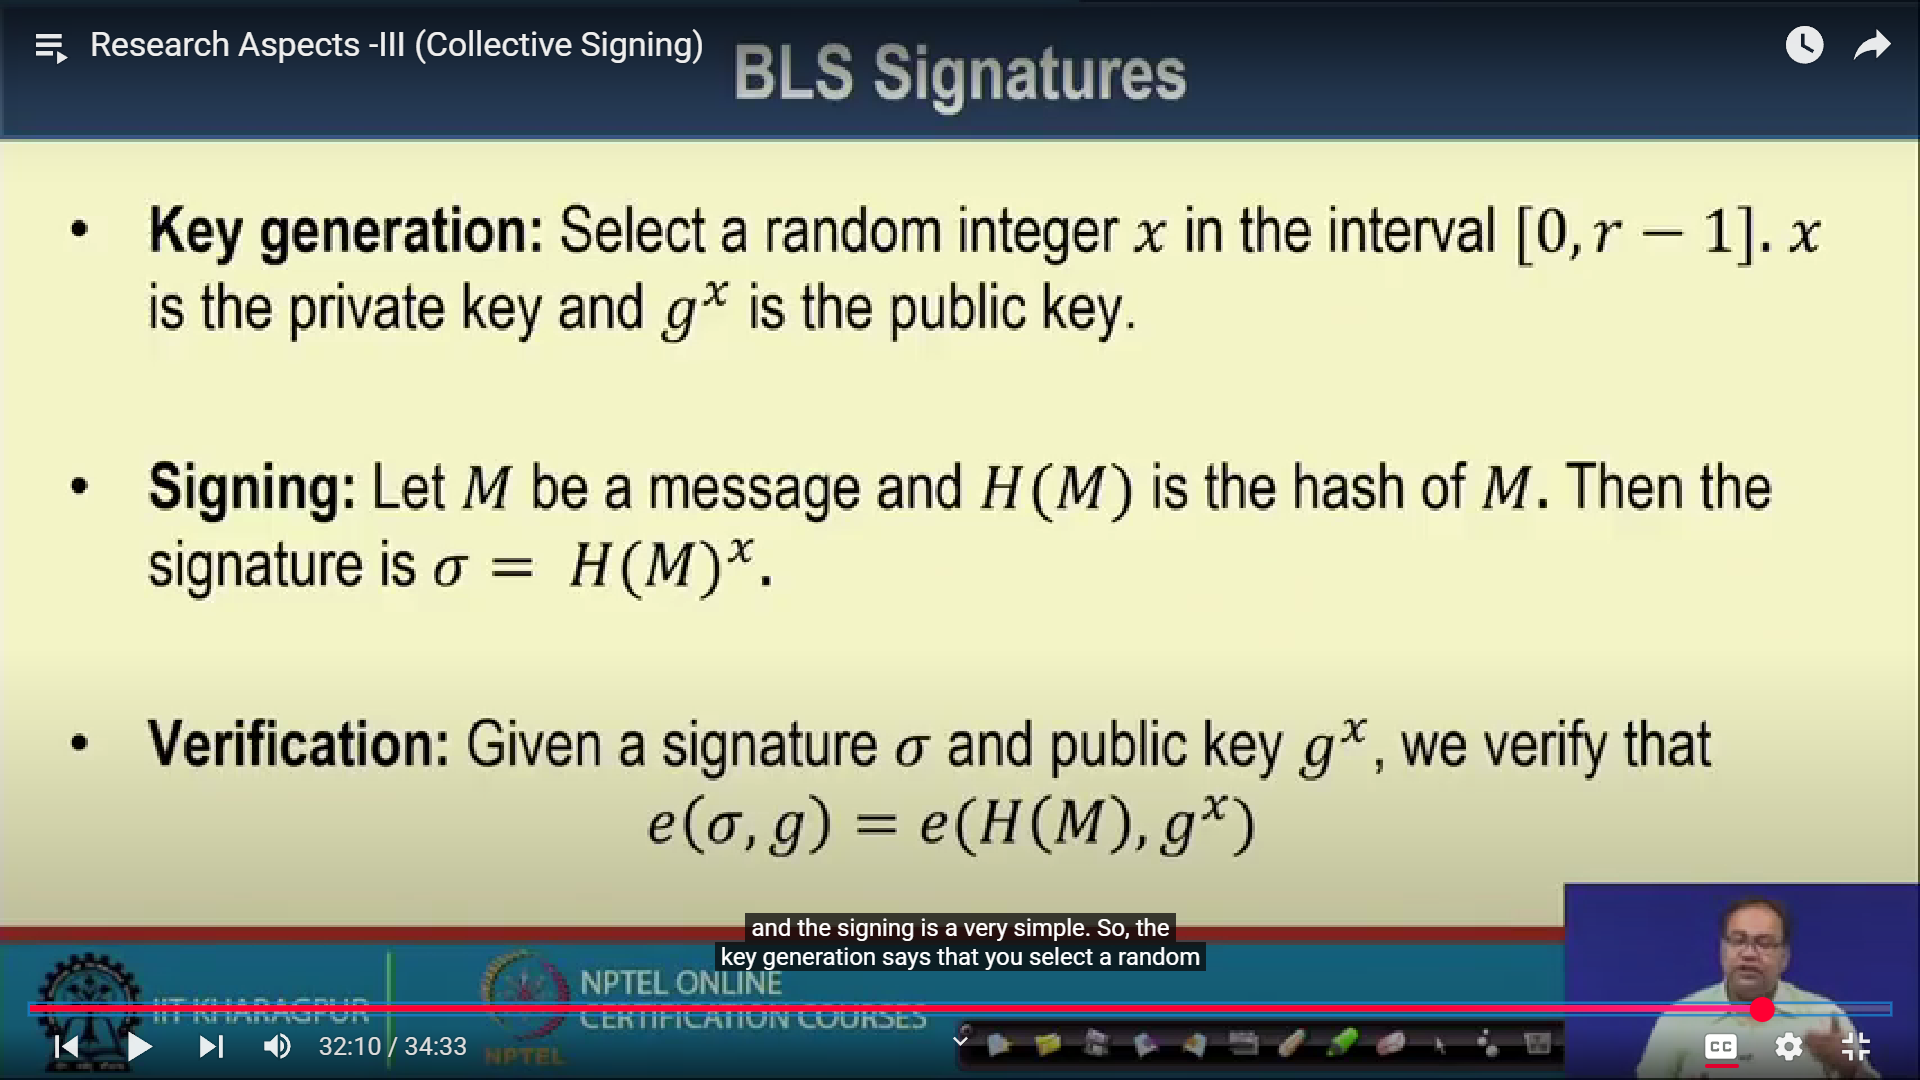 Research Aspects -III (Collective Signing)
BLS Signatures
• Key generation: Select a random integer x in the interval [0, r − 1]. x
is the private key and g^x is the public key.
• Signing: Let M be a message and H(M) is the hash of M. Then the
signature is σ = H(M)^x.
• Verification: Given a signature σ and public key g^x, we verify that
e(σ, g) = e(H(M), g^x)
and the signing is a very simple. So, the
key generation says that you select a random
IIT KHARAGPUR
NPTEL ONLINE
CERTIFICATION COURSES
NPTEL
32:10 / 34:33
CC